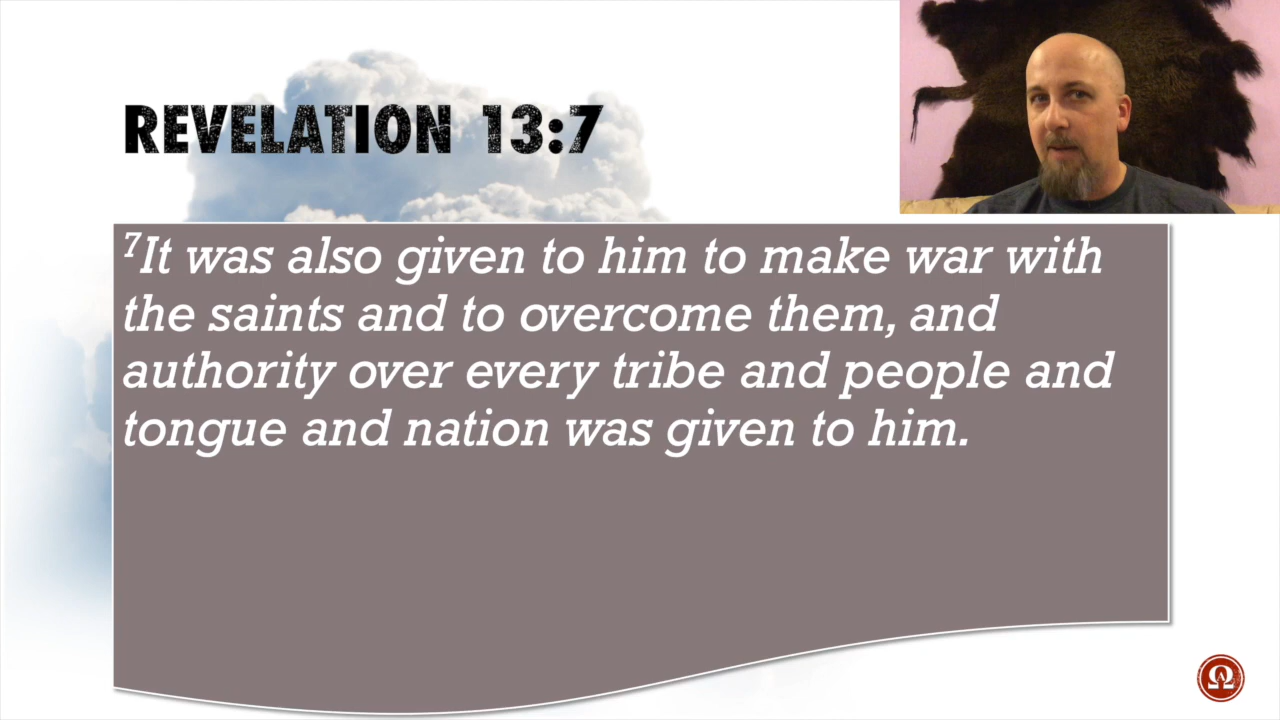 REVELATION 13:7
⁷It was also given to him to make war with
the saints and to overcome them, and
authority over every tribe and people and
tongue and nation was given to him.